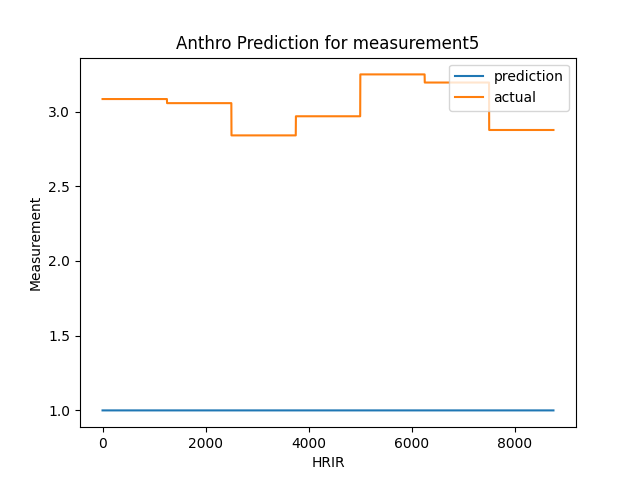 Anthro Prediction for measurement5
prediction
actual
Measurement
3.0
2.5
2.0
1.5
1.0
0 2000 4000 6000 8000
HRIR